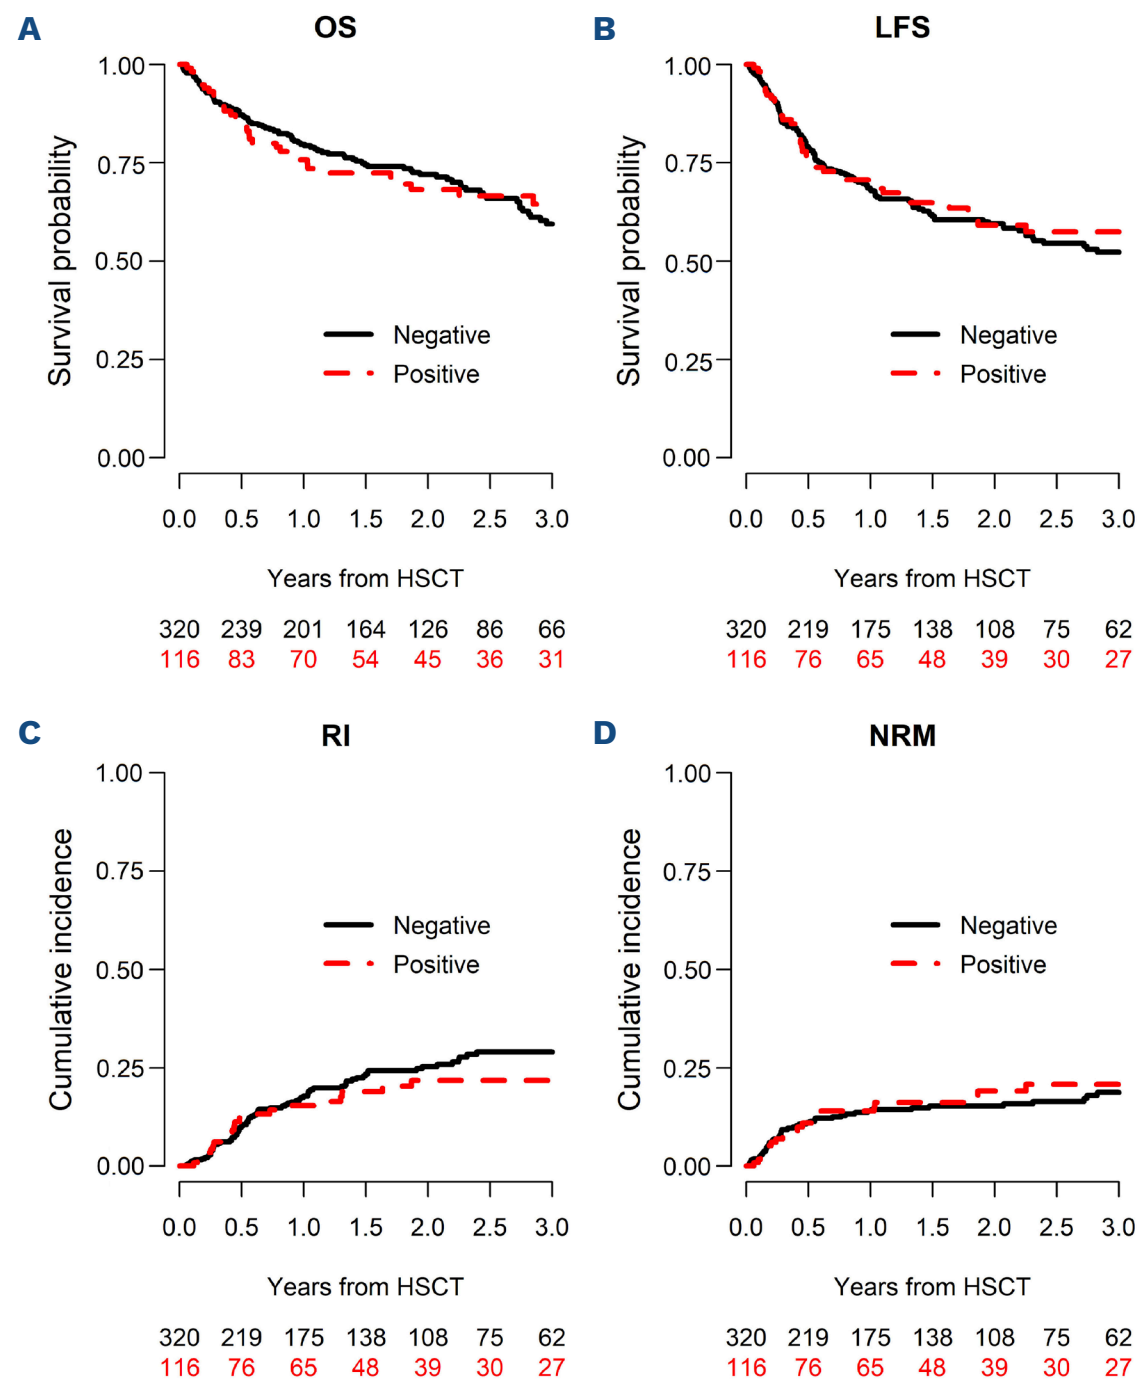 A OS
1.00
0.75
0.50
0.25
0.00
Survival probability
Negative
Positive
0.0 0.5 1.0 1.5 2.0 2.5 3.0
Years from HSCT
320 239 201 164 126 86 66
116 83 70 54 45 36 31
B LFS
1.00
0.75
0.50
0.25
0.00
Survival probability
Negative
Positive
0.0 0.5 1.0 1.5 2.0 2.5 3.0
Years from HSCT
320 219 175 138 108 75 62
116 76 65 48 39 30 27
C RI
1.00
0.75
0.50
0.25
0.00
Cumulative incidence
Negative
Positive
0.0 0.5 1.0 1.5 2.0 2.5 3.0
Years from HSCT
320 219 175 138 108 75 62
116 76 65 48 39 30 27
D NRM
1.00
0.75
0.50
0.25
0.00
Cumulative incidence
Negative
Positive
0.0 0.5 1.0 1.5 2.0 2.5 3.0
Years from HSCT
320 219 175 138 108 75 62
116 76 65 48 39 30 27